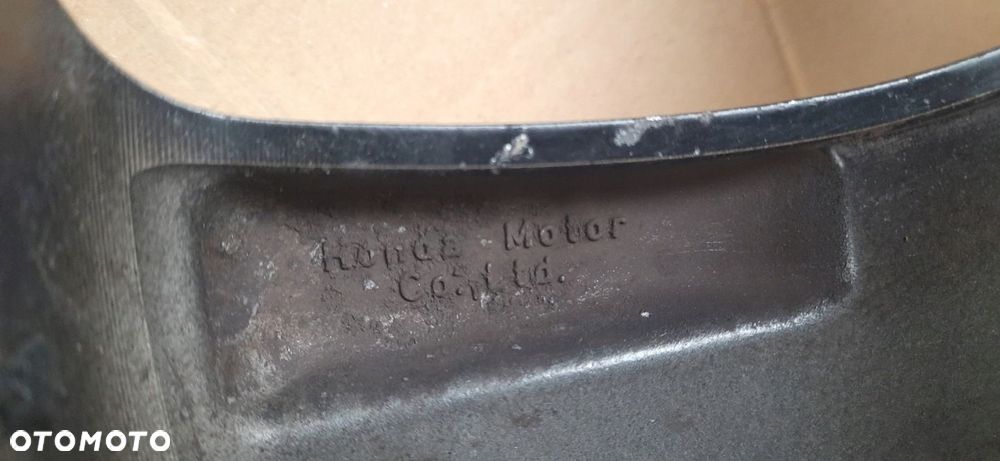 Honda Motor
Co., Ltd.
OTOMOTO